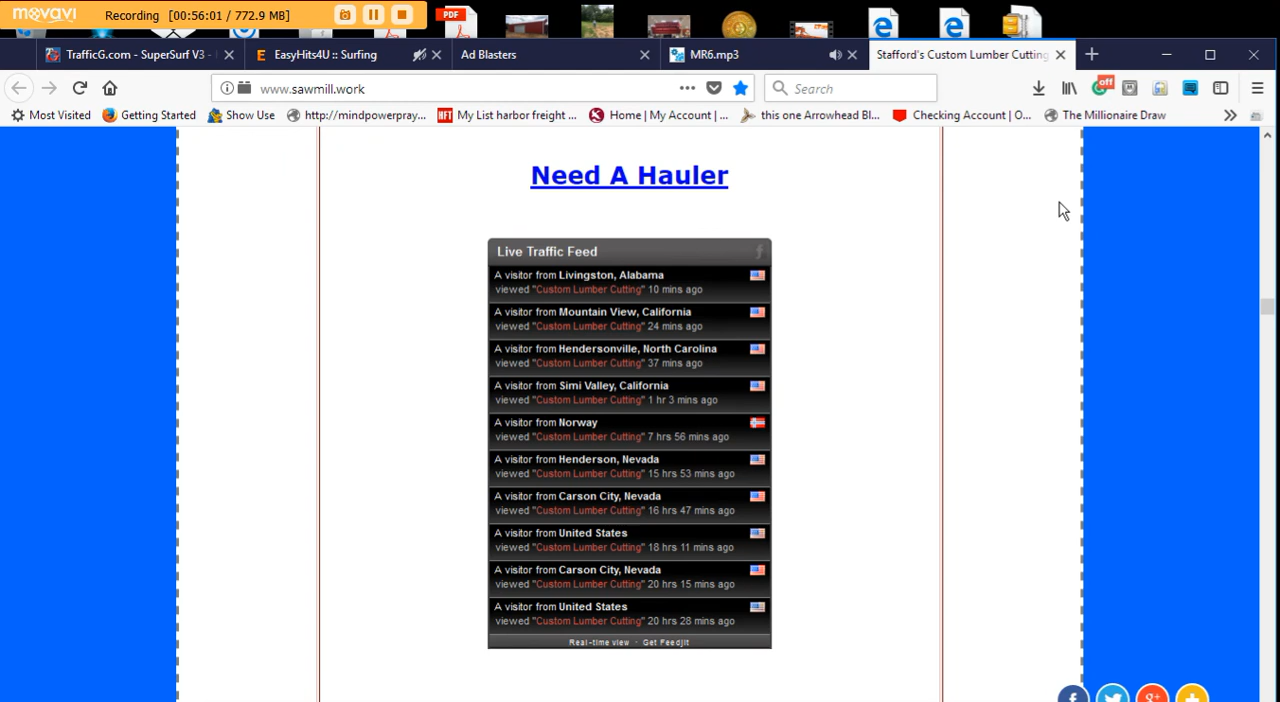 movavi
Recording [00:56:01 / 772.9 MB]
PDF
TrafficG.com - SuperSurf V3 -
EasyHits4U :: Surfing
Ad Blasters
MR6.mp3
Stafford's Custom Lumber Cutting
www.sawmill.work
Search
off
Most Visited
Getting Started
Show Use
http://mindpowerpray...
HFT
My List harbor freight ...
Home | My Account | ...
this one Arrowhead Bl...
Checking Account | O...
The Millionaire Draw
Need A Hauler
Live Traffic Feed
A visitor from Livingston, Alabama
viewed "Custom Lumber Cutting" 10 mins ago
A visitor from Mountain View, California
viewed "Custom Lumber Cutting" 24 mins ago
A visitor from Hendersonville, North Carolina
viewed "Custom Lumber Cutting" 37 mins ago
A visitor from Simi Valley, California
viewed "Custom Lumber Cutting" 1 hr 3 mins ago
A visitor from Norway
viewed "Custom Lumber Cutting" 7 hrs 56 mins ago
A visitor from Henderson, Nevada
viewed "Custom Lumber Cutting" 15 hrs 53 mins ago
A visitor from Carson City, Nevada
viewed "Custom Lumber Cutting" 16 hrs 47 mins ago
A visitor from United States
viewed "Custom Lumber Cutting" 18 hrs 11 mins ago
A visitor from Carson City, Nevada
viewed "Custom Lumber Cutting" 20 hrs 15 mins ago
A visitor from United States
viewed "Custom Lumber Cutting" 20 hrs 28 mins ago
Real-time view - Get Feedjit